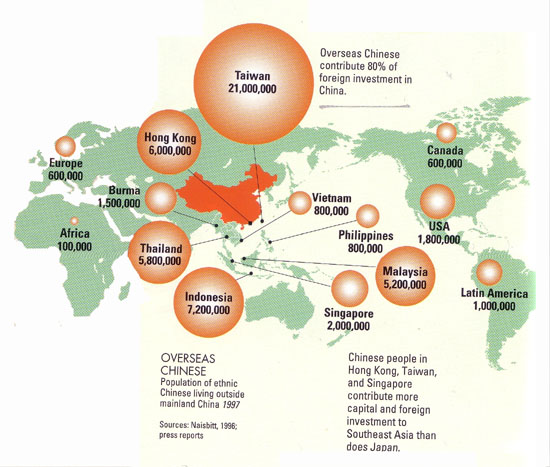 Taiwan
21,000,000
Overseas Chinese
contribute 80% of
foreign investment in
China.
Hong Kong
6,000,000
Canada
600,000
Europe
600,000
Burma
1,500,000
Vietnam
800,000
USA
1,800,000
Africa
100,000
Philippines
800,000
Thailand
5,800,000
Malaysia
5,200,000
Indonesia
7,200,000
Latin America
1,000,000
Singapore
2,000,000
OVERSEAS
CHINESE
Population of ethnic
Chinese living outside
mainland China 1997
Sources: Naisbitt, 1996;
press reports
Chinese people in
Hong Kong, Taiwan,
and Singapore
contribute more
capital and foreign
investment to
Southeast Asia than
does Japan.